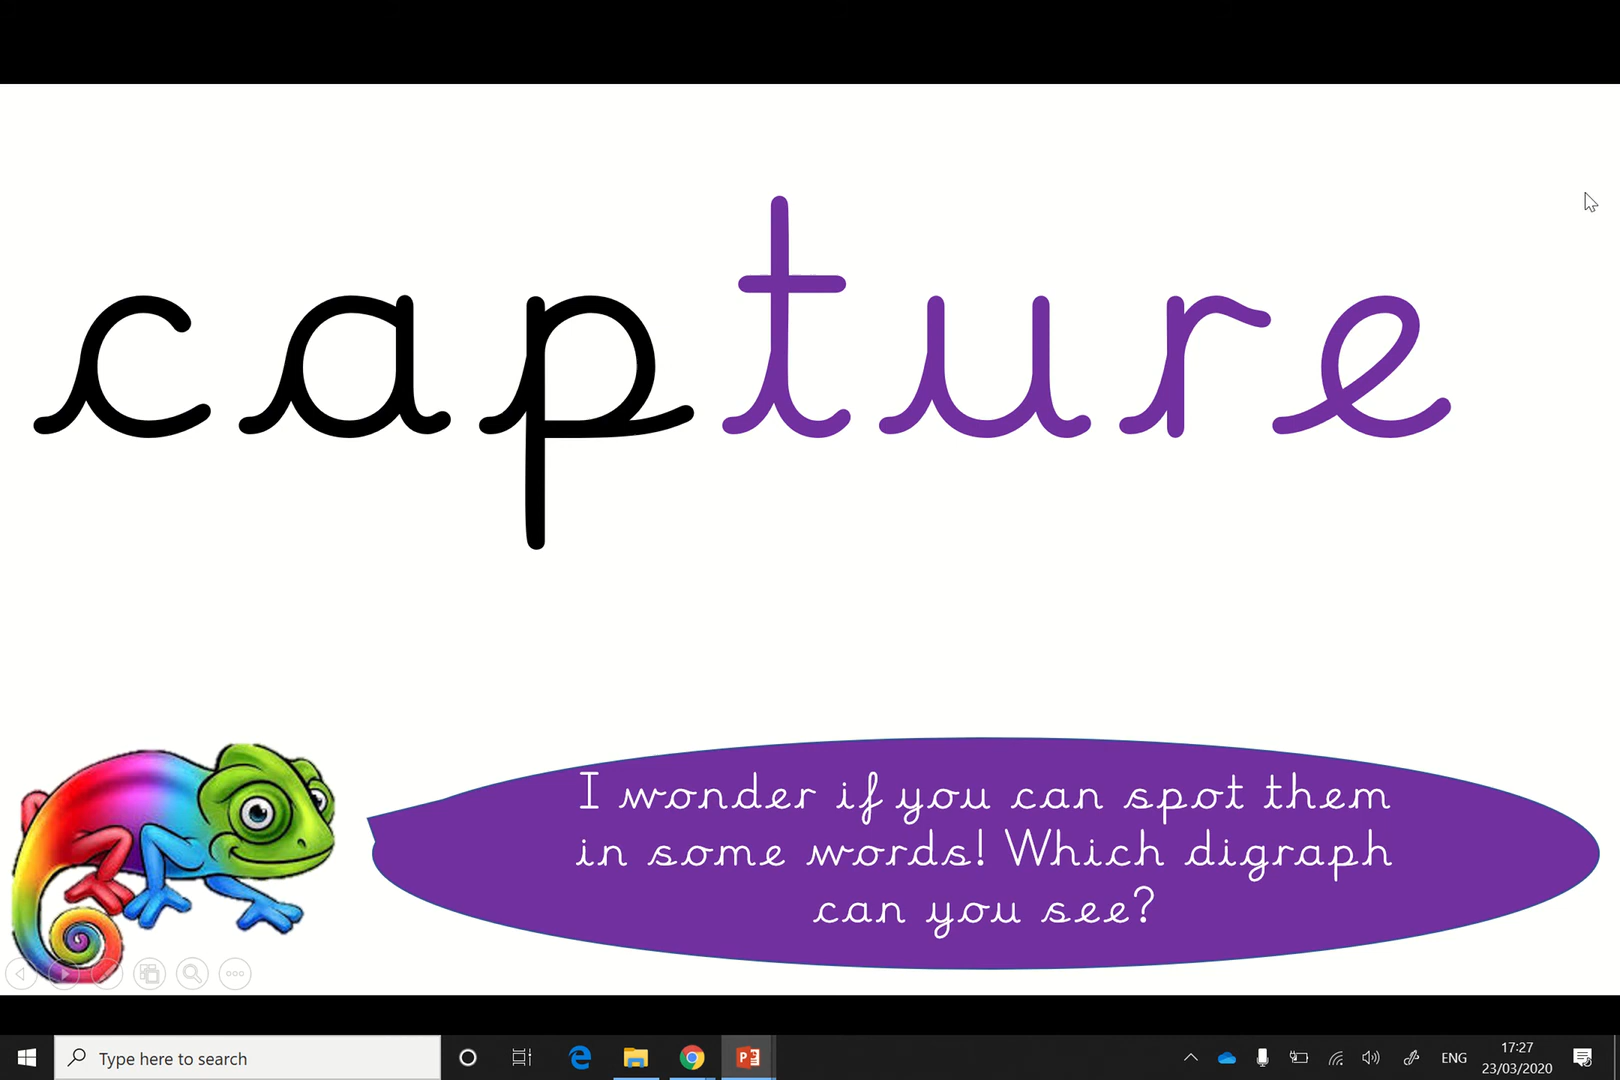 capture
I wonder if you can spot them
in some words! Which digraph
can you see?
Type here to search
ENG
17:27
23/03/2020